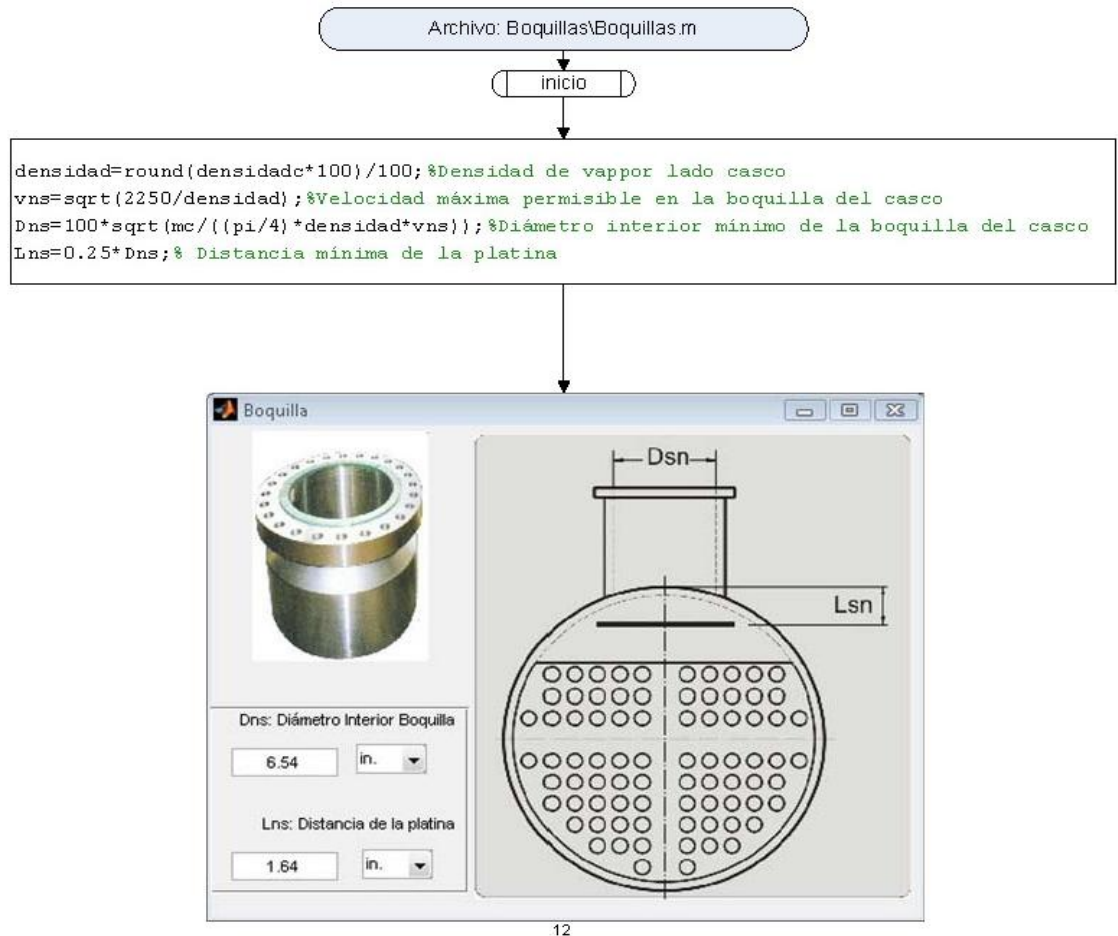 Archivo: Boquillas\Boquillas.m
inicio
densidad=round(densidadc*100)/100;%Densidad de vappor lado casco
vns=sqrt(2250/densidad);%Velocidad máxima permisible en la boquilla del casco
Dns=100*sqrt(mc/((pi/4)*densidad*vns));%Diámetro interior mínimo de la boquilla del casco
Lns=0.25*Dns;% Distancia mínima de la platina
Boquilla
Dsn
Lsn
Dns: Diámetro Interior Boquilla
6.54 in.
Lns: Distancia de la platina
1.64 in.
12